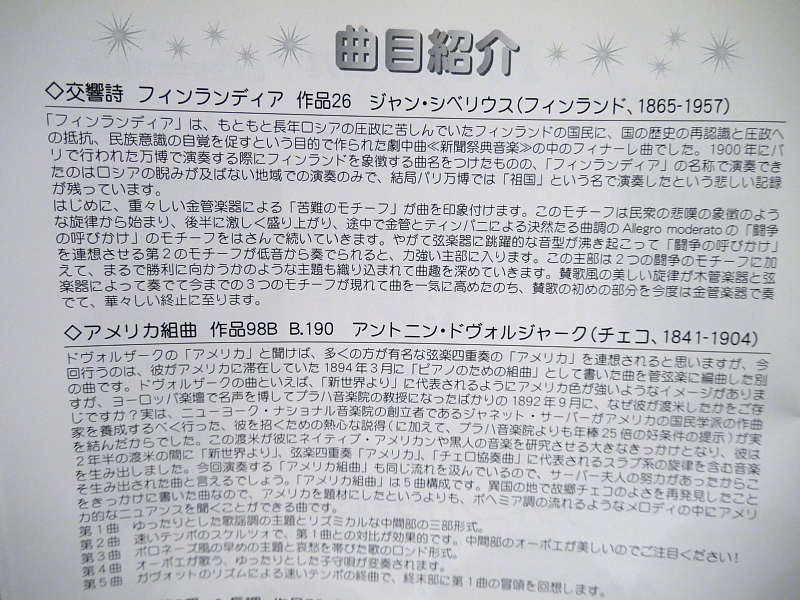 曲目紹介
◇交響詩 フィンランディア 作品26 ジャン・シベリウス(フィンランド、1865-1957)
「フィンランディア」は、もともと長年ロシアの圧政に苦しんでいたフィンランドの国民に、国の歴史の再認識と圧政へ
の抵抗、民族意識の自覚を促すという目的で作られた劇中曲≪新聞祭典音楽≫の中のフィナーレ曲でした。1900年にパ
リで行われた万博で演奏する際にフィンランドを象徴する曲名をつけたものの、「フィンランディア」の名称で演奏でき
たのはロシアの睨みが及ばない地域での演奏のみで、結局パリ万博では「祖国」という名で演奏したという悲しい記録
が残っています。
はじめに、重々しい金管楽器による「苦難のモチーフ」が曲を印象付けます。このモチーフは民衆の悲嘆の象徴のよう
な旋律から始まり、後半に激しく盛り上がり、途中で金管とティンパニによる決然たる曲調のAllegro moderatoの「闘争
の呼びかけ」のモチーフをはさんで続いていきます。やがて弦楽器に跳躍的な音型が沸き起こって「闘争の呼びかけ」
を連想させる第2のモチーフが低音から奏でられると、力強い主部に入ります。この主部は2つの闘争のモチーフに加
えて、まるで勝利に向かうかのような主題も織り込まれて曲趣を深めていきます。賛歌風の美しい旋律が木管楽器と弦
楽器によって奏でて今までの3つのモチーフが現れて曲を一気に高めたのち、賛歌の初めの部分を今度は金管楽器で奏
でて、華々しい終止に至ります。
◇アメリカ組曲 作品98B B.190 アントニン・ドヴォルジャーク(チェコ、1841-1904)
ドヴォルザークの「アメリカ」と聞けば、多くの方が有名な弦楽四重奏の「アメリカ」を連想されると思いますが、今
回行うのは、彼がアメリカに滞在していた1894年3月に「ピアノのための組曲」として書いた曲を管弦楽に編曲した別
の曲です。ドヴォルザークの曲といえば、「新世界より」に代表されるようにアメリカ色が強いようなイメージがありま
すが、ヨーロッパ楽壇で名声を博してプラハ音楽院の教授になったばかりの1892年9月に、なぜ彼が渡米したかをご存
じですか?実は、ニューヨーク・ナショナル音楽院の創立者であるジャネット・サーバーがアメリカの国民学派の作曲
家を養成するべく行った、彼を招くための熱心な説得(に加えて、プラハ音楽院よりも年棒25倍の好条件の提示)が実
を結んだからでした。この渡米が彼にネイティブ・アメリカンや黒人の音楽を研究させる大きなきっかけとなり、彼は
2年半の渡米の間に「新世界より」、弦楽四重奏「アメリカ」、「チェロ協奏曲」に代表されるスラブ系の旋律を含む音楽
を生み出しました。今回演奏する「アメリカ組曲」も同じ流れを汲んでいるので、サーバー夫人の努力があったからこ
そ生み出された曲と言えるでしょう。「アメリカ組曲」は5曲構成です。異国の地で故郷チェコのよさを再発見したこと
をきっかけに書いた曲なので、アメリカを題材にしたというよりも、ボヘミア調の流れるようなメロディの中にアメリ
カ的なニュアンスを聞くことができる曲です。
第1曲 ゆったりとした歌謡調の主題とリズミカルな中間部の三部形式。
第2曲 速いテンポのスケルツォで、第1曲との対比が効果的です。中間部のオーボエが美しいのでご注目ください!
第3曲 ポロネーズ風の早めの主題と哀愁を帯びた歌のロンド形式。
第4曲 オーボエが歌う、ゆったりとした子守唄が変奏されます。
第5曲 ガヴォットのリズムによる速いテンポの終曲で、終末部に第1曲の冒頭を回想します。